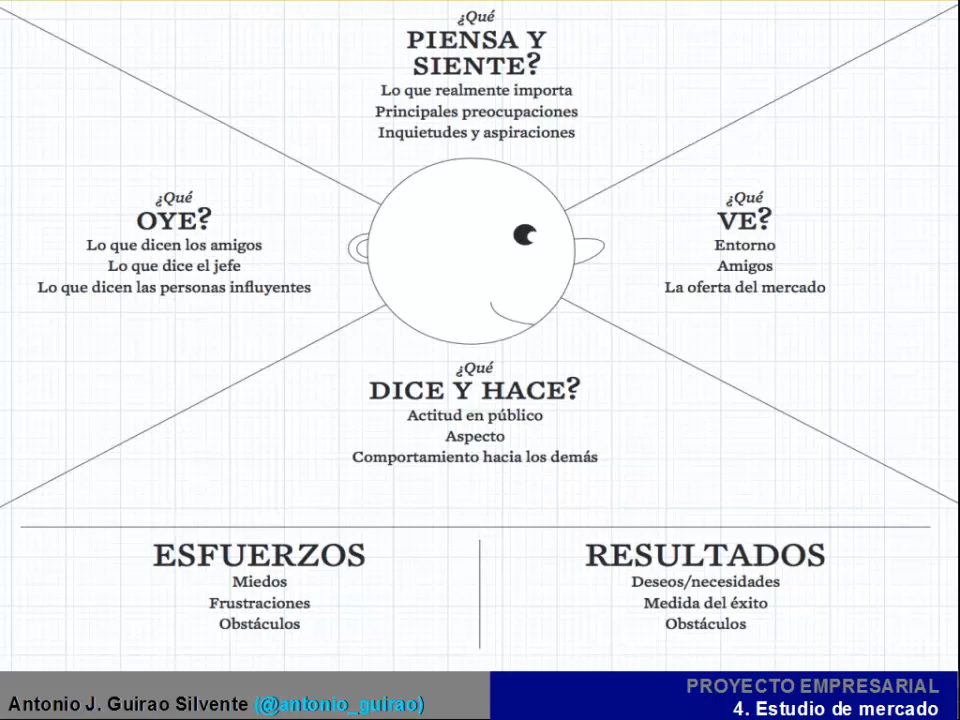 ¿Qué
PIENSA Y
SIENTE?
Lo que realmente importa
Principales preocupaciones
Inquietudes y aspiraciones
¿Qué
OYE?
Lo que dicen los amigos
Lo que dice el jefe
Lo que dicen las personas influyentes
¿Qué
VE?
Entorno
Amigos
La oferta del mercado
¿Qué
DICE Y HACE?
Actitud en público
Aspecto
Comportamiento hacia los demás
ESFUERZOS
Miedos
Frustraciones
Obstáculos
RESULTADOS
Deseos/necesidades
Medida del éxito
Obstáculos
Antonio J. Guirao Silvente (@antonio_guirao)
PROYECTO EMPRESARIAL
4. Estudio de mercado